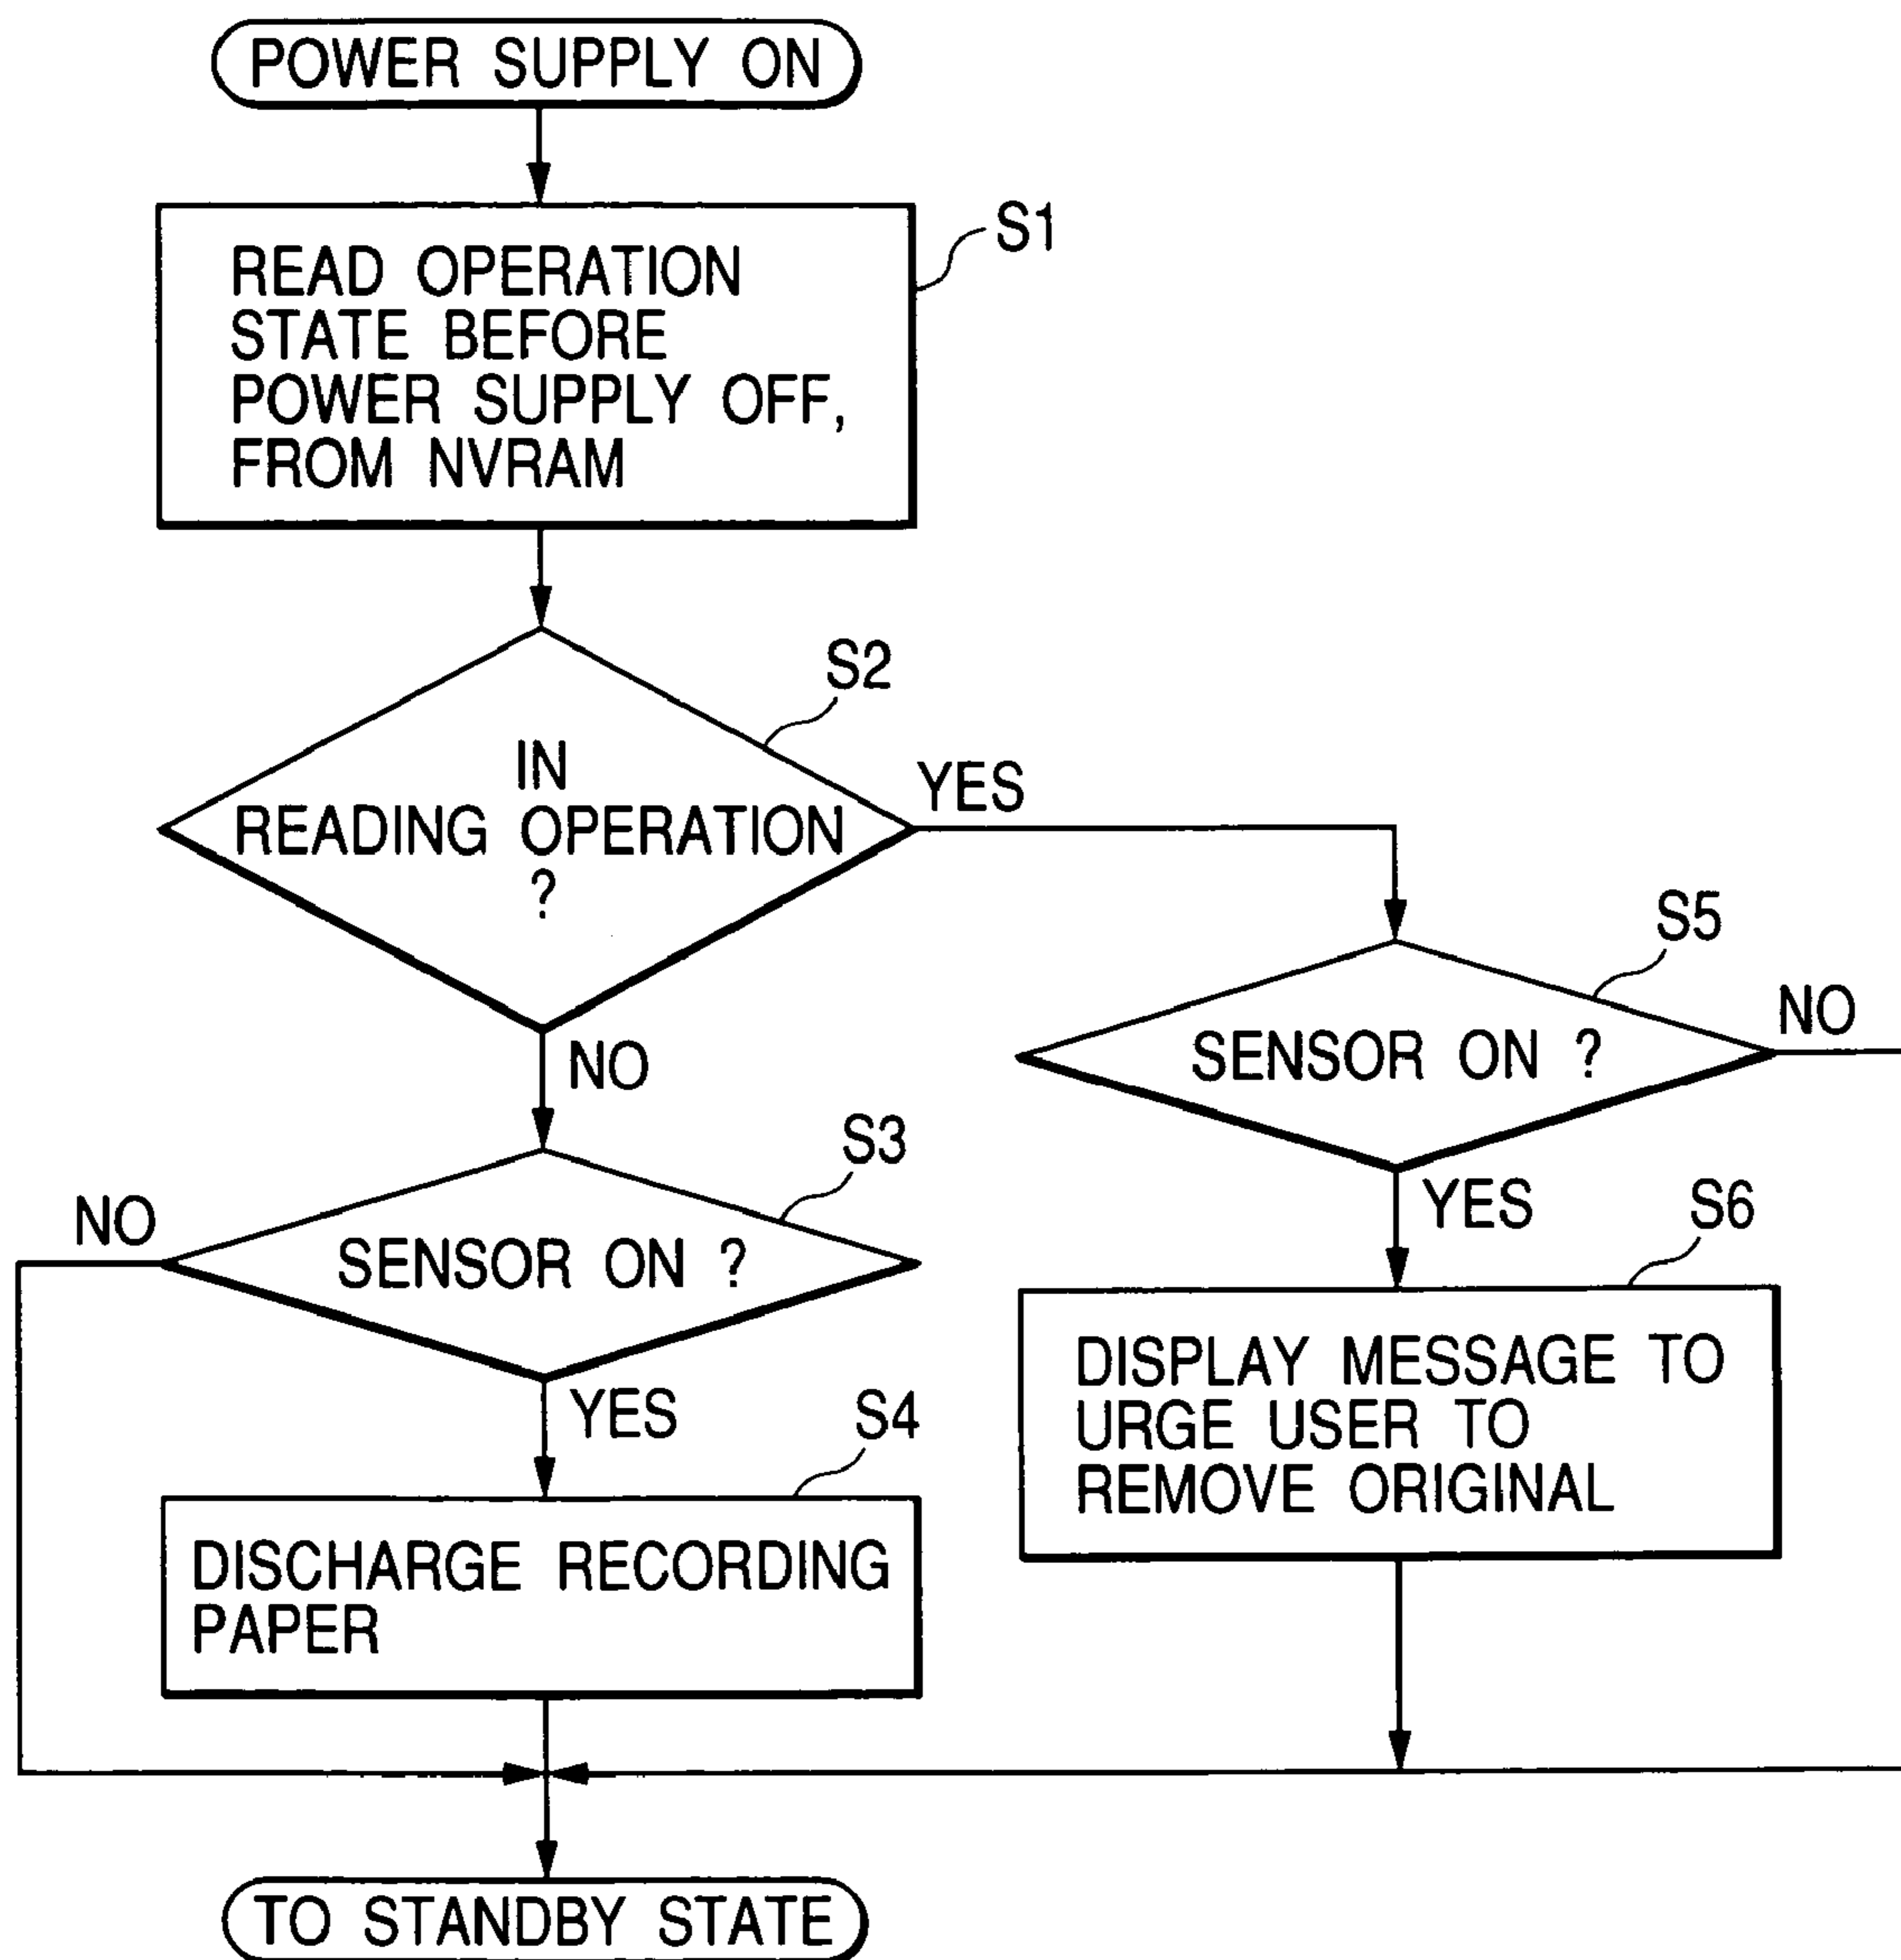 POWER SUPPLY ON
S1
READ OPERATION
STATE BEFORE
POWER SUPPLY OFF,
FROM NVRAM
S2
IN
READING OPERATION
?
YES
NO
S5
SENSOR ON ?
NO
YES
S3
SENSOR ON ?
NO
YES
S6
DISPLAY MESSAGE TO
URGE USER TO
REMOVE ORIGINAL
S4
DISCHARGE RECORDING
PAPER
TO STANDBY STATE